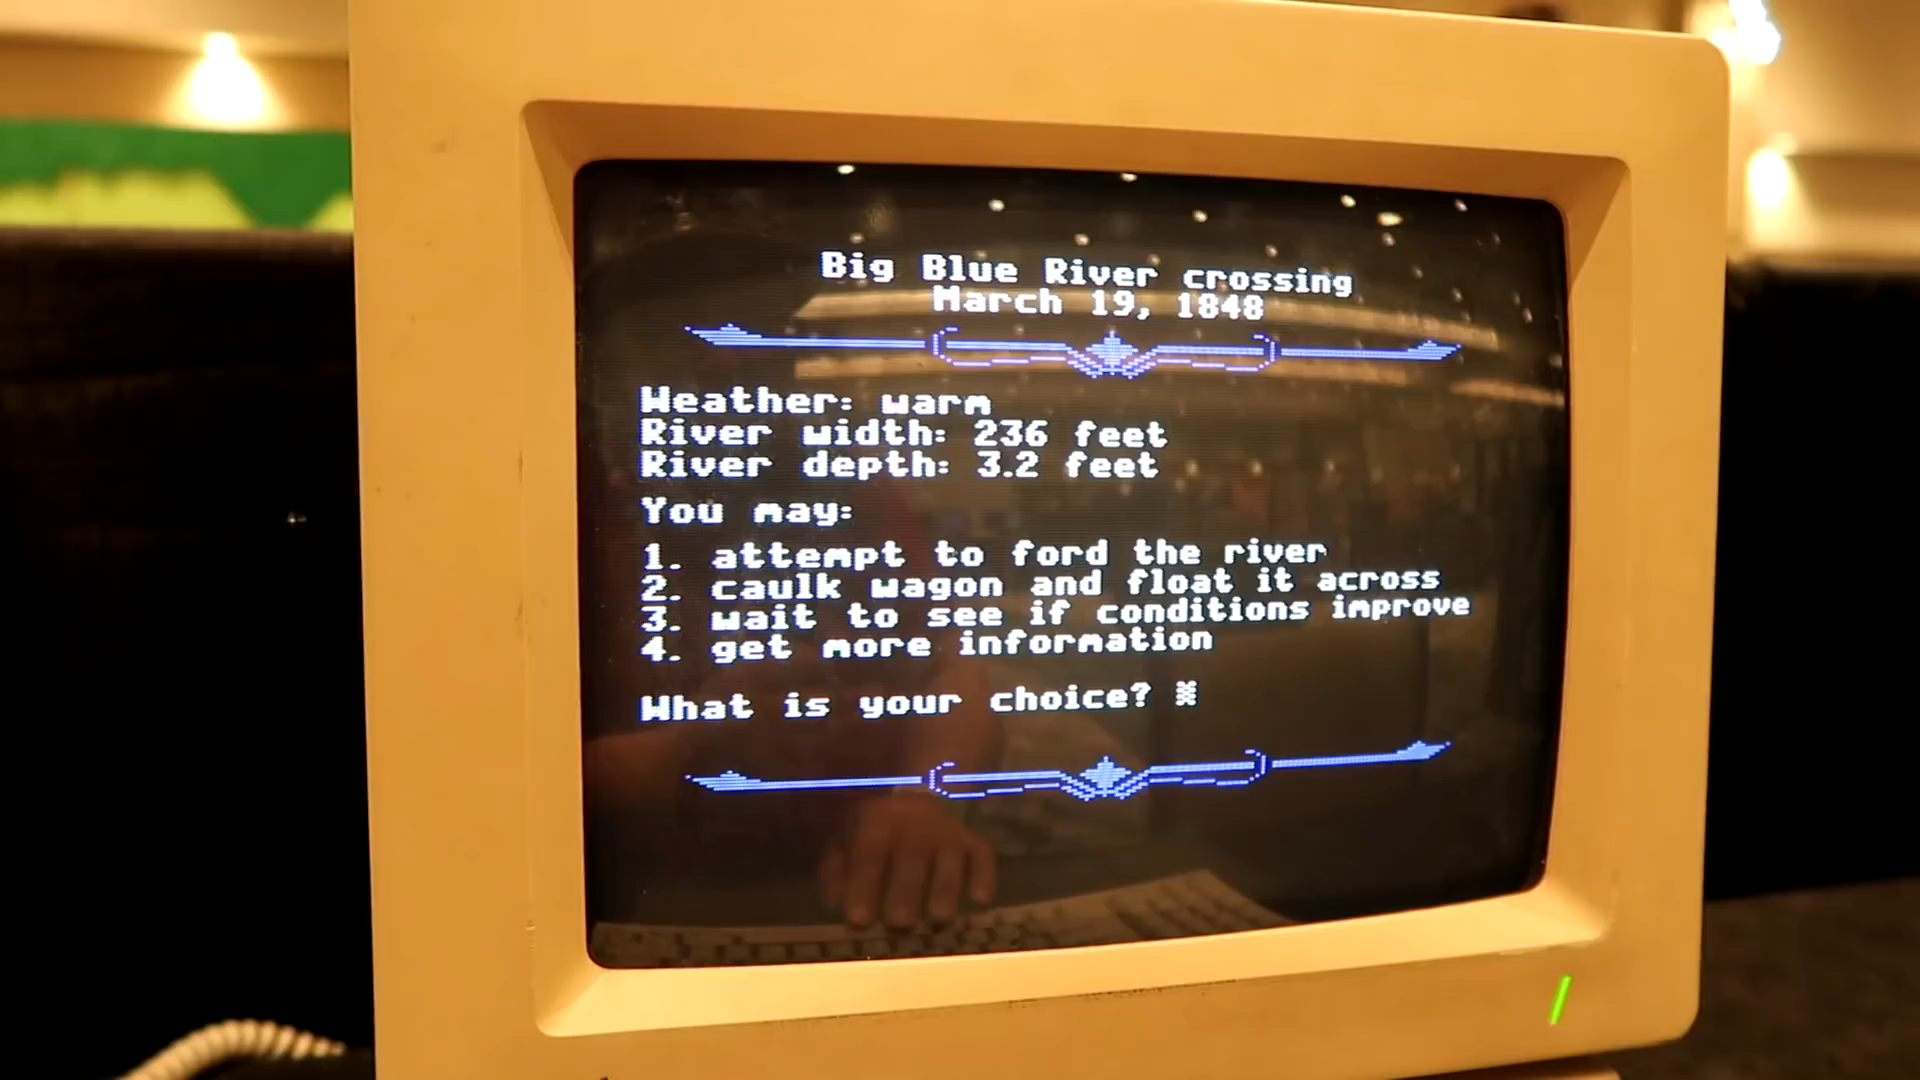 Big Blue River crossing
March 19, 1848
Weather: warm
River width: 236 feet
River depth: 3.2 feet
You may:
1. attempt to ford the river
2. caulk wagon and float it across
3. wait to see if conditions improve
4. get more information
What is your choice?